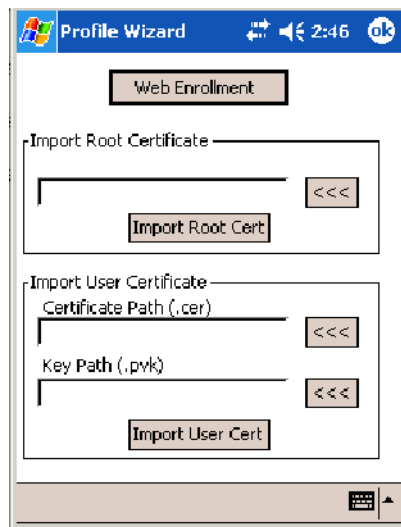 Profile Wizard 2:46 ok
Web Enrollment
Import Root Certificate
<<<
Import Root Cert
Import User Certificate
Certificate Path (.cer)
<<<
Key Path (.pvk)
<<<
Import User Cert